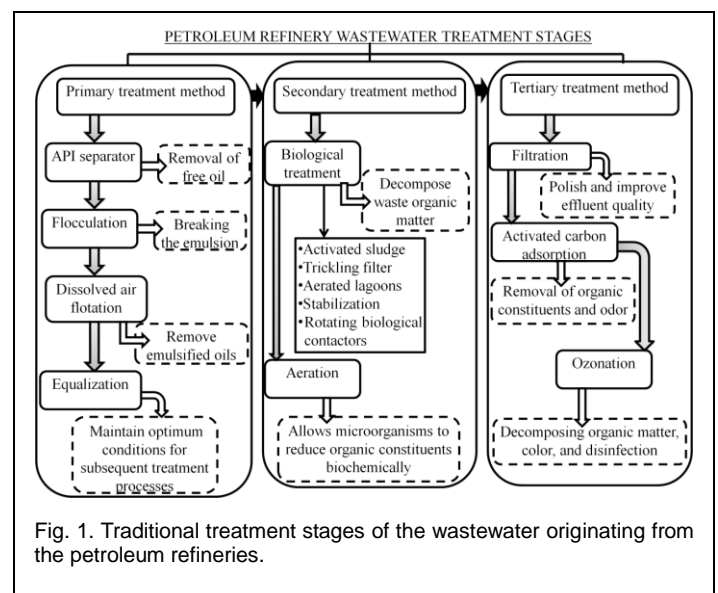 PETROLEUM REFINERY WASTEWATER TREATMENT STAGES
Primary treatment method
API separator
Removal of
free oil
Flocculation
Breaking
the emulsion
Dissolved air
flotation
Remove
emulsified oils
Equalization
Maintain optimum
conditions for
subsequent treatment
processes
Secondary treatment method
Biological
treatment
Decompose
waste organic
matter
•Activated sludge
•Trickling filter
•Aerated lagoons
•Stabilization
•Rotating biological
contactors
Aeration
Allows microorganisms to
reduce organic constituents
biochemically
Tertiary treatment method
Filtration
Polish and improve
effluent quality
Activated carbon
adsorption
Removal of organic
constituents and odor
Ozonation
Decomposing organic matter,
color, and disinfection
Fig. 1. Traditional treatment stages of the wastewater originating from
the petroleum refineries.